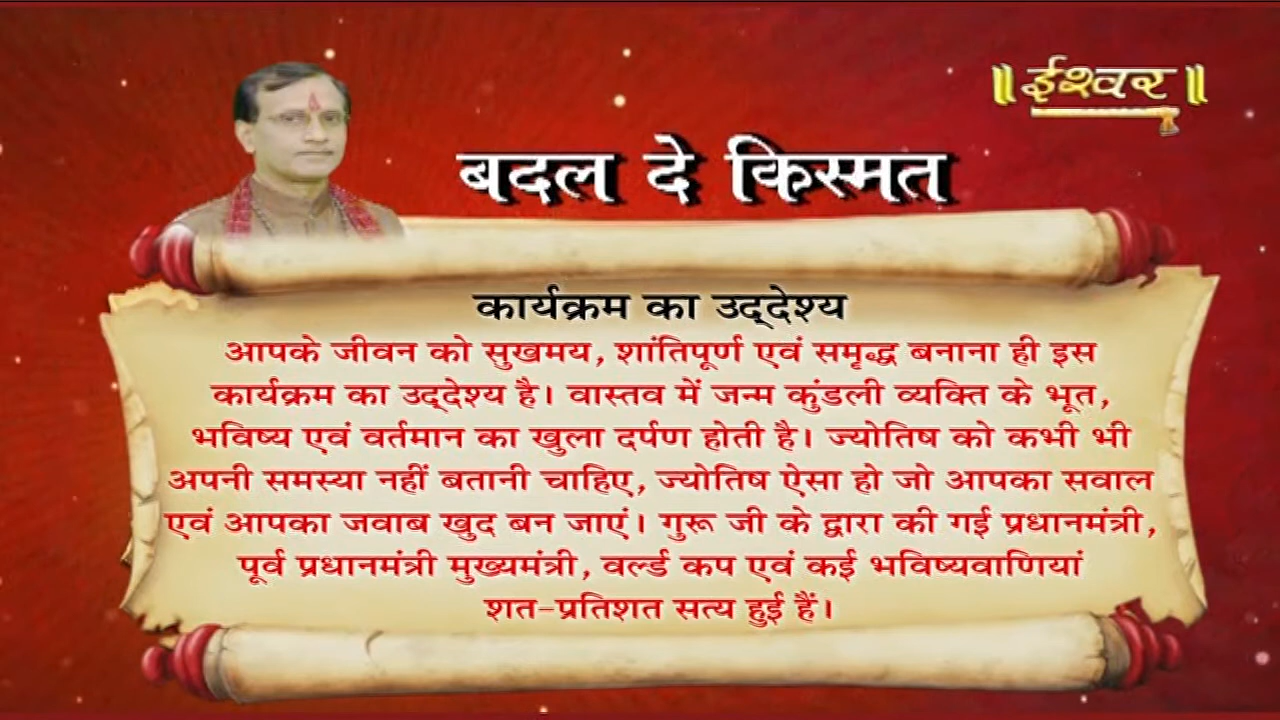 ॥ ईश्वर ॥
बदल दे किस्मत
कार्यक्रम का उद्देश्य
आपके जीवन को सुखमय, शांतिपूर्ण एवं समृद्ध बनाना ही इस
कार्यक्रम का उद्देश्य है। वास्तव में जन्म कुंडली व्यक्ति के भूत,
भविष्य एवं वर्तमान का खुला दर्पण होती है। ज्योतिष को कभी भी
अपनी समस्या नहीं बतानी चाहिए, ज्योतिष ऐसा हो जो आपका सवाल
एवं आपका जवाब खुद बन जाएं। गुरू जी के द्वारा की गई प्रधानमंत्री,
पूर्व प्रधानमंत्री मुख्यमंत्री, वर्ल्ड कप एवं कई भविष्यवाणियां
शत-प्रतिशत सत्य हुई हैं।